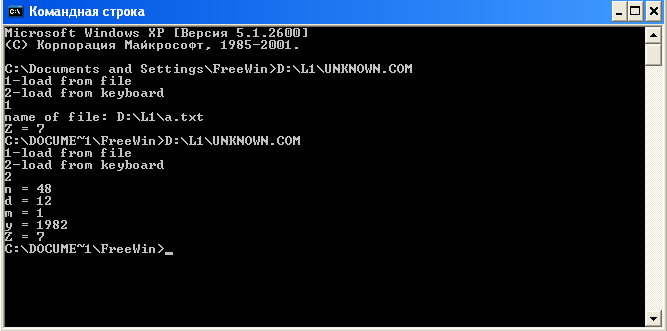 Командная строка
Microsoft Windows XP [Версия 5.1.2600]
(C) Корпорация Майкрософт, 1985-2001.
C:\Documents and Settings\FreeWin>D:\L1\UNKNOWN.COM
1-load from file
2-load from keyboard
1
name of file: D:\L1\a.txt
Z = 7
C:\DOCUME~1\FreeWin>D:\L1\UNKNOWN.COM
1-load from file
2-load from keyboard
2
n = 48
d = 12
m = 1
y = 1982
Z = 7
C:\DOCUME~1\FreeWin>_